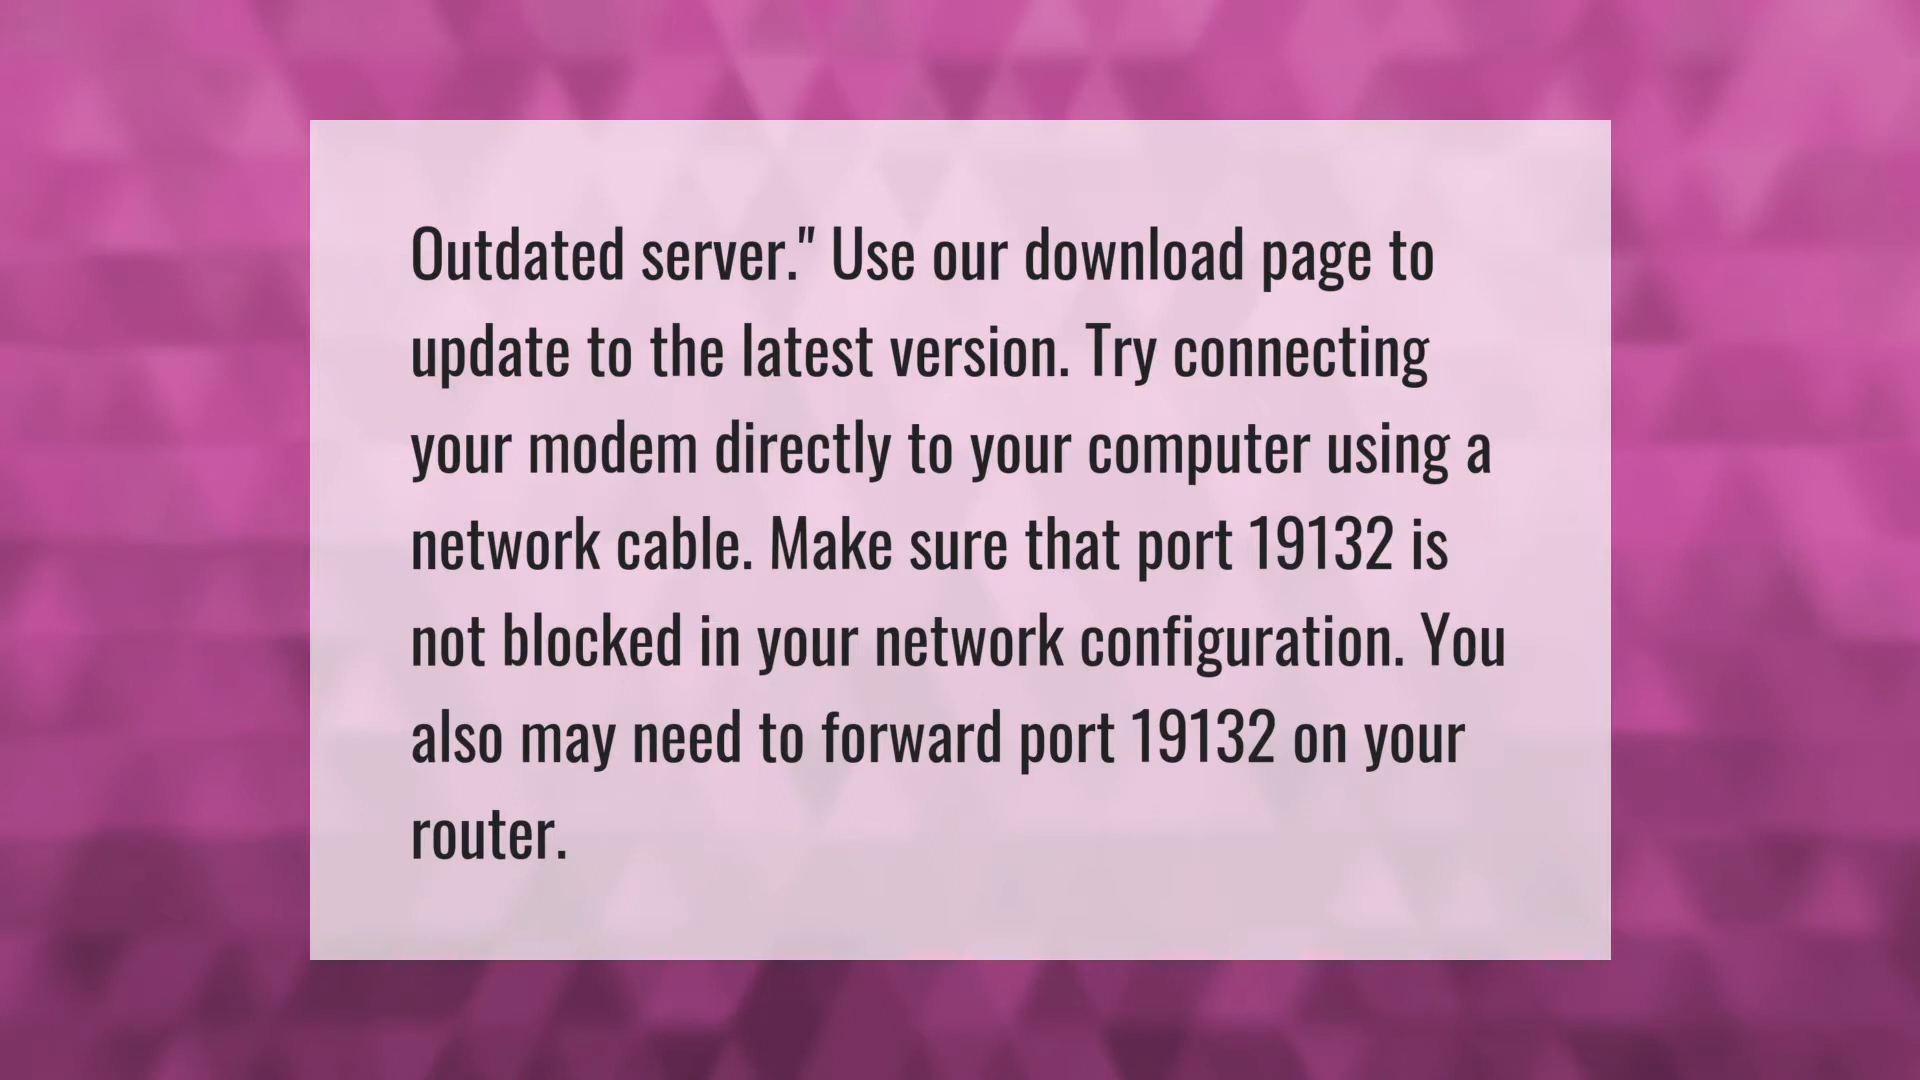 Outdated server." Use our download page to
update to the latest version. Try connecting
your modem directly to your computer using a
network cable. Make sure that port 19132 is
not blocked in your network configuration. You
also may need to forward port 19132 on your
router.